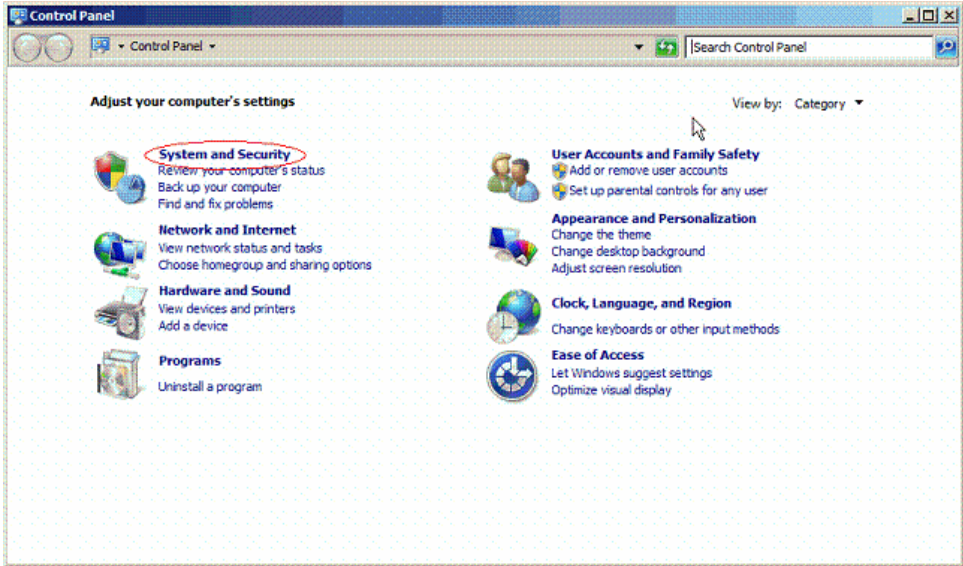 Control Panel
Control Panel
Search Control Panel
Adjust your computer's settings
View by: Category
System and Security
Review your computer's status
Back up your computer
Find and fix problems
Network and Internet
View network status and tasks
Choose homegroup and sharing options
Hardware and Sound
View devices and printers
Add a device
Programs
Uninstall a program
User Accounts and Family Safety
Add or remove user accounts
Set up parental controls for any user
Appearance and Personalization
Change the theme
Change desktop background
Adjust screen resolution
Clock, Language, and Region
Change keyboards or other input methods
Ease of Access
Let Windows suggest settings
Optimize visual display